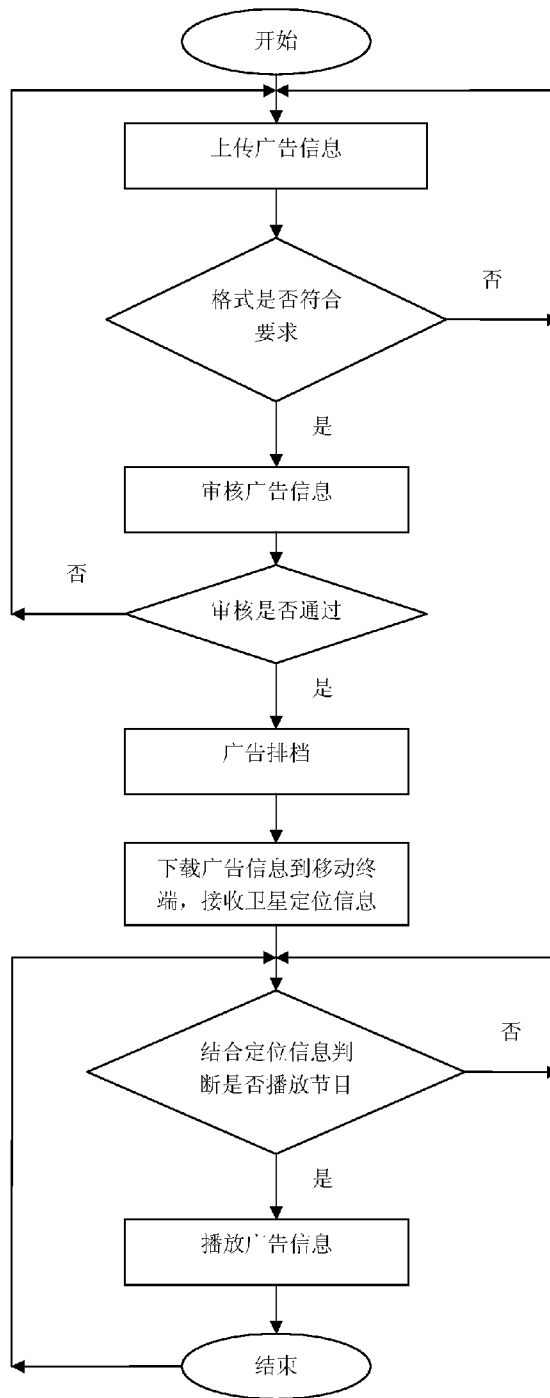 开始
上传广告信息
格式是否符合
要求
否
是
审核广告信息
否
审核是否通过
是
广告排档
下载广告信息到移动终
端，接收卫星定位信息
结合定位信息判
断是否播放节目
否
是
播放广告信息
结束